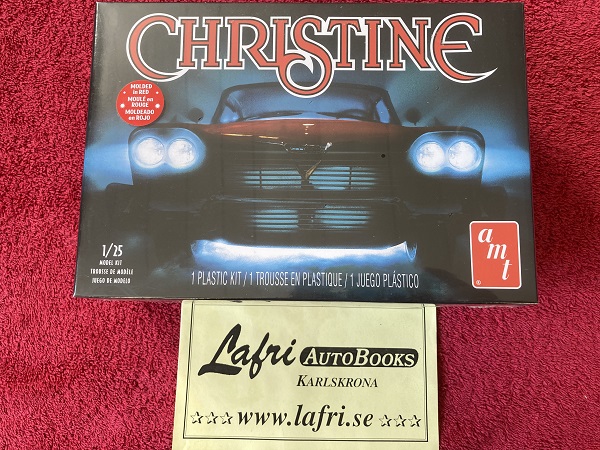 CHRISTINE
MOLDED
in RED
MOULÉ en
ROUGE
MOLDEADO
en ROJO
1/25
MODEL KIT
TROUSSE DE MODÈLE
JUEGO DE MODELO
1 PLASTIC KIT / 1 TROUSSE EN PLASTIQUE / 1 JUEGO PLÁSTICO
amt
®
Lafri AUTOBOOKS
KARLSKRONA
☆☆☆ www.lafri.se ☆☆☆